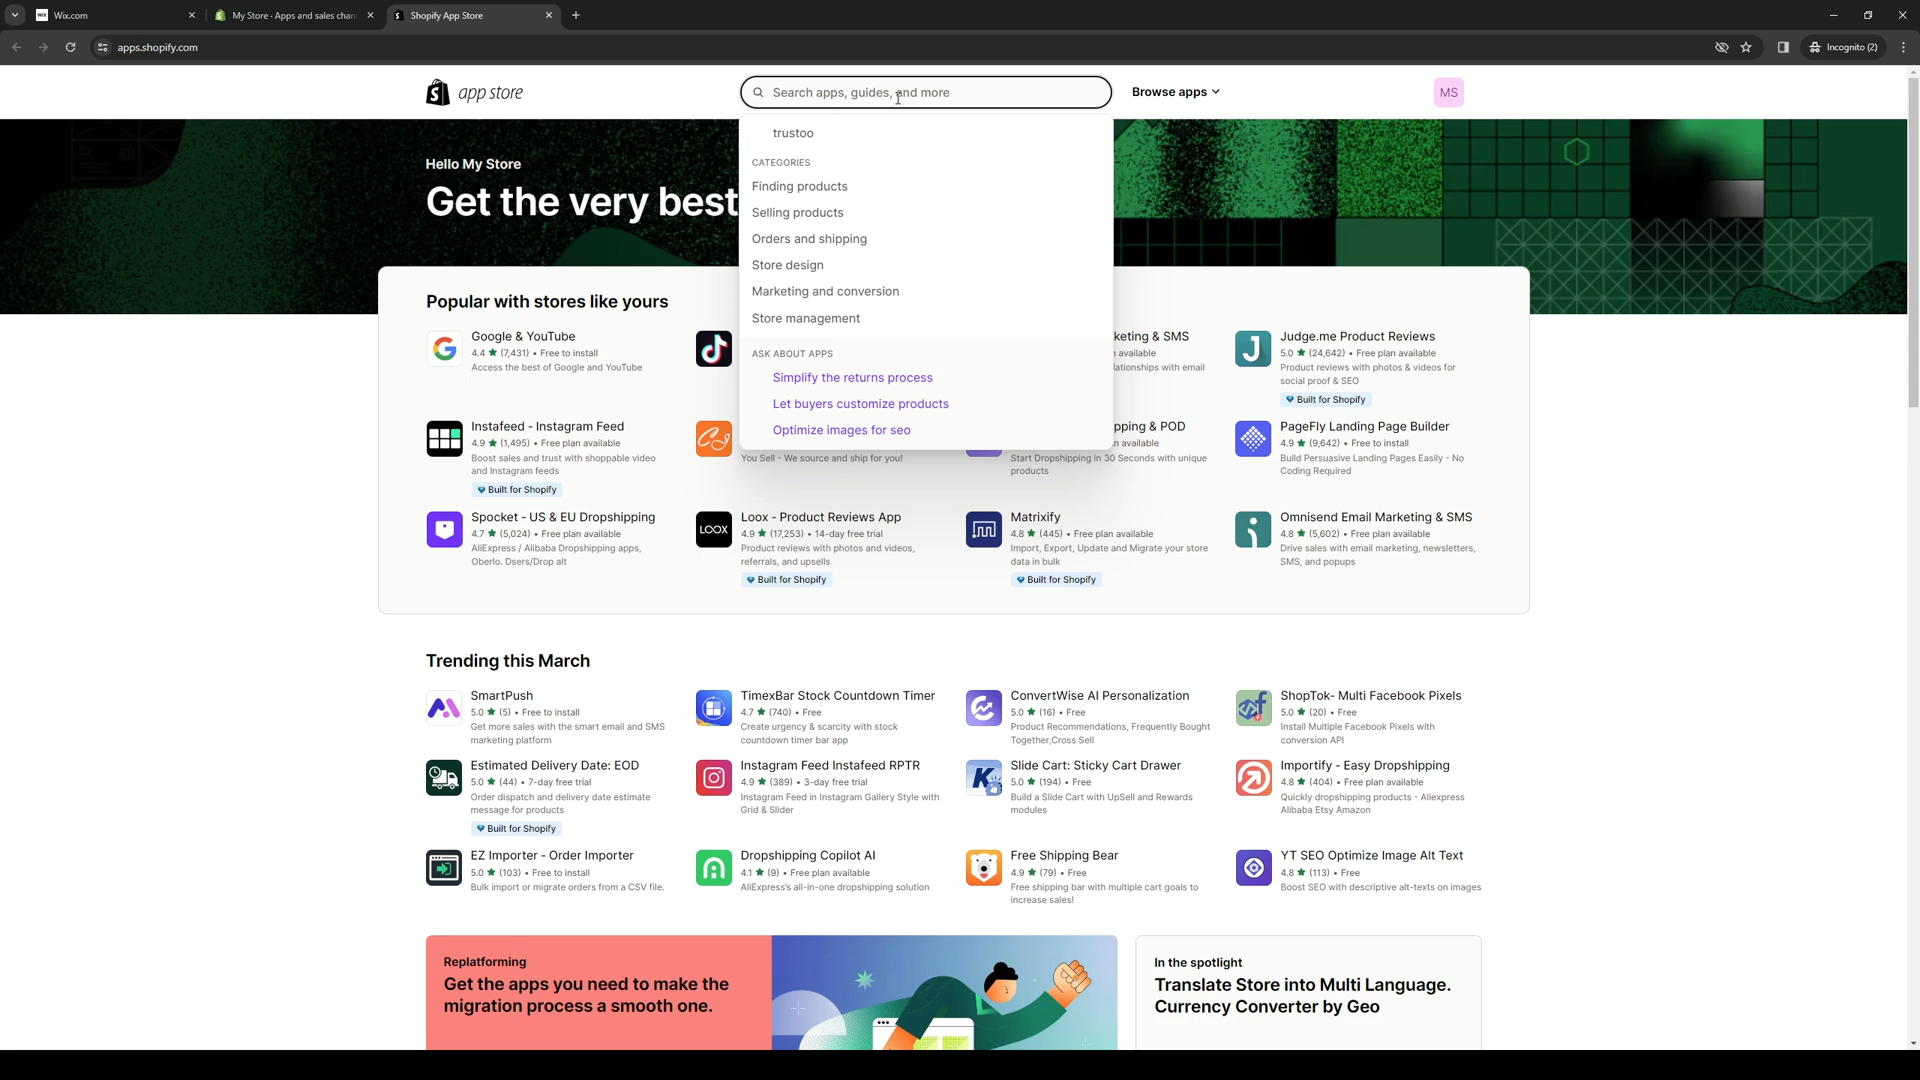 Wix.com
My Store · Apps and sales chan
Shopify App Store
apps.shopify.com
Incognito (2)
app store
Search apps, guides, and more
Browse apps
MS
trustoo
CATEGORIES
Finding products
Selling products
Orders and shipping
Store design
Marketing and conversion
Store management
ASK ABOUT APPS
Simplify the returns process
Let buyers customize products
Optimize images for seo
Hello My Store
Get the very best
Popular with stores like yours
Google & YouTube
4.4 ★ (7,431) • Free to install
Access the best of Google and YouTube
keting & SMS
available
lationships with email
Judge.me Product Reviews
5.0 ★ (24,642) • Free plan available
Product reviews with photos & videos for
social proof & SEO
Built for Shopify
Instafeed - Instagram Feed
4.9 ★ (1,495) • Free plan available
Boost sales and trust with shoppable video
and Instagram feeds
Built for Shopify
You Sell - We source and ship for you!
pping & POD
available
Start Dropshipping in 30 Seconds with unique
products
PageFly Landing Page Builder
4.9 ★ (9,642) • Free to install
Build Persuasive Landing Pages Easily - No
Coding Required
Spocket - US & EU Dropshipping
4.7 ★ (5,024) • Free plan available
AliExpress / Alibaba Dropshipping apps,
Oberlo. Dsers/Drop alt
LOOX
Loox - Product Reviews App
4.9 ★ (17,253) • 14-day free trial
Product reviews with photos and videos,
referrals, and upsells
Built for Shopify
Matrixify
4.8 ★ (445) • Free plan available
Import, Export, Update and Migrate your store
data in bulk
Built for Shopify
Omnisend Email Marketing & SMS
4.8 ★ (5,602) • Free plan available
Drive sales with email marketing, newsletters,
SMS, and popups
Trending this March
SmartPush
5.0 ★ (5) • Free to install
Get more sales with the smart email and SMS
marketing platform
TimexBar Stock Countdown Timer
4.7 ★ (740) • Free
Create urgency & scarcity with stock
countdown timer bar app
ConvertWise AI Personalization
5.0 ★ (16) • Free
Product Recommendations, Frequently Bought
Together,Cross Sell
ShopTok- Multi Facebook Pixels
5.0 ★ (20) • Free
Install Multiple Facebook Pixels with
conversion API
Estimated Delivery Date: EOD
5.0 ★ (44) • 7-day free trial
Order dispatch and delivery date estimate
message for products
Built for Shopify
Instagram Feed Instafeed RPTR
4.9 ★ (389) • 3-day free trial
Instagram Feed in Instagram Gallery Style with
Grid & Slider
Slide Cart: Sticky Cart Drawer
5.0 ★ (194) • Free
Build a Slide Cart with UpSell and Rewards
modules
Importify - Easy Dropshipping
4.8 ★ (404) • Free plan available
Quickly dropshipping products - Aliexpress
Alibaba Etsy Amazon
EZ Importer - Order Importer
5.0 ★ (103) • Free to install
Bulk import or migrate orders from a CSV file.
Dropshipping Copilot AI
4.1 ★ (9) • Free plan available
AliExpress's all-in-one dropshipping solution
Free Shipping Bear
4.9 ★ (79) • Free
Free shipping bar with multiple cart goals to
increase sales!
YT SEO Optimize Image Alt Text
4.8 ★ (113) • Free
Boost SEO with descriptive alt-texts on images
Replatforming
Get the apps you need to make the
migration process a smooth one.
In the spotlight
Translate Store into Multi Language.
Currency Converter by Geo